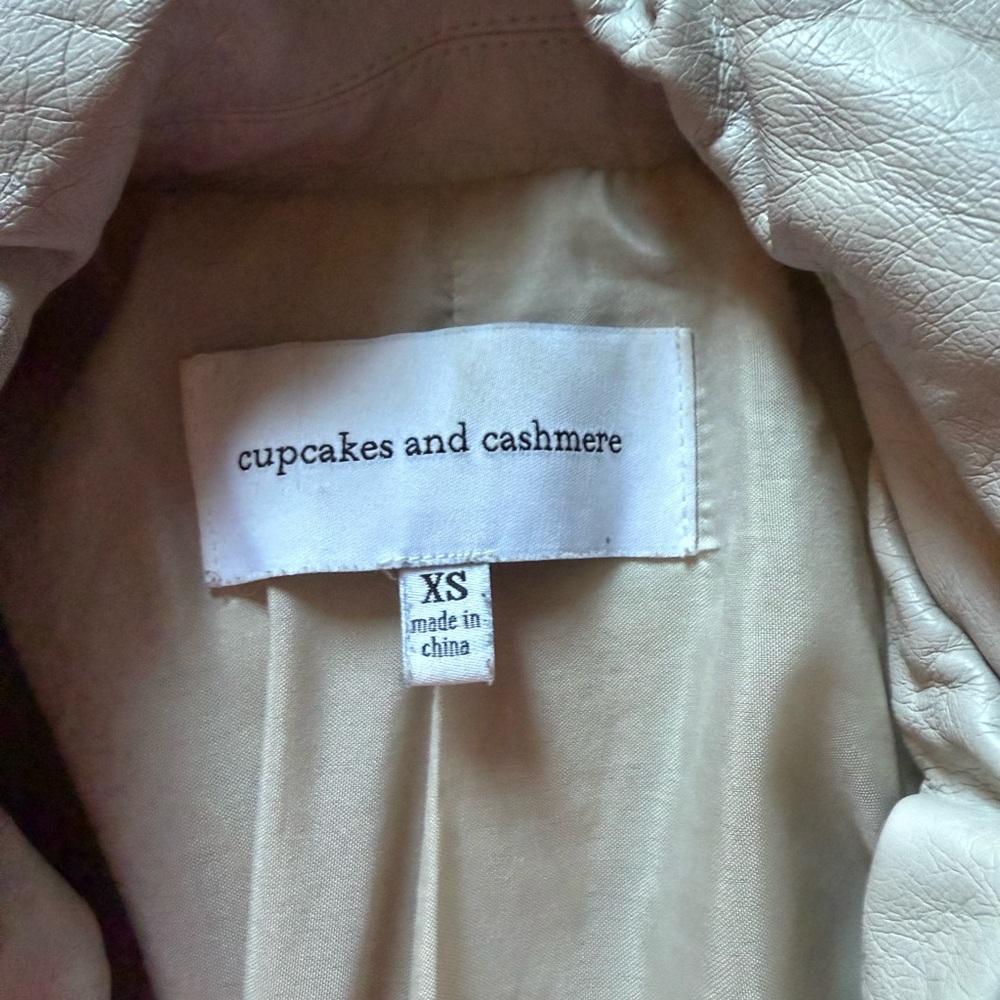 cupcakes and cashmere
XS
made in
china